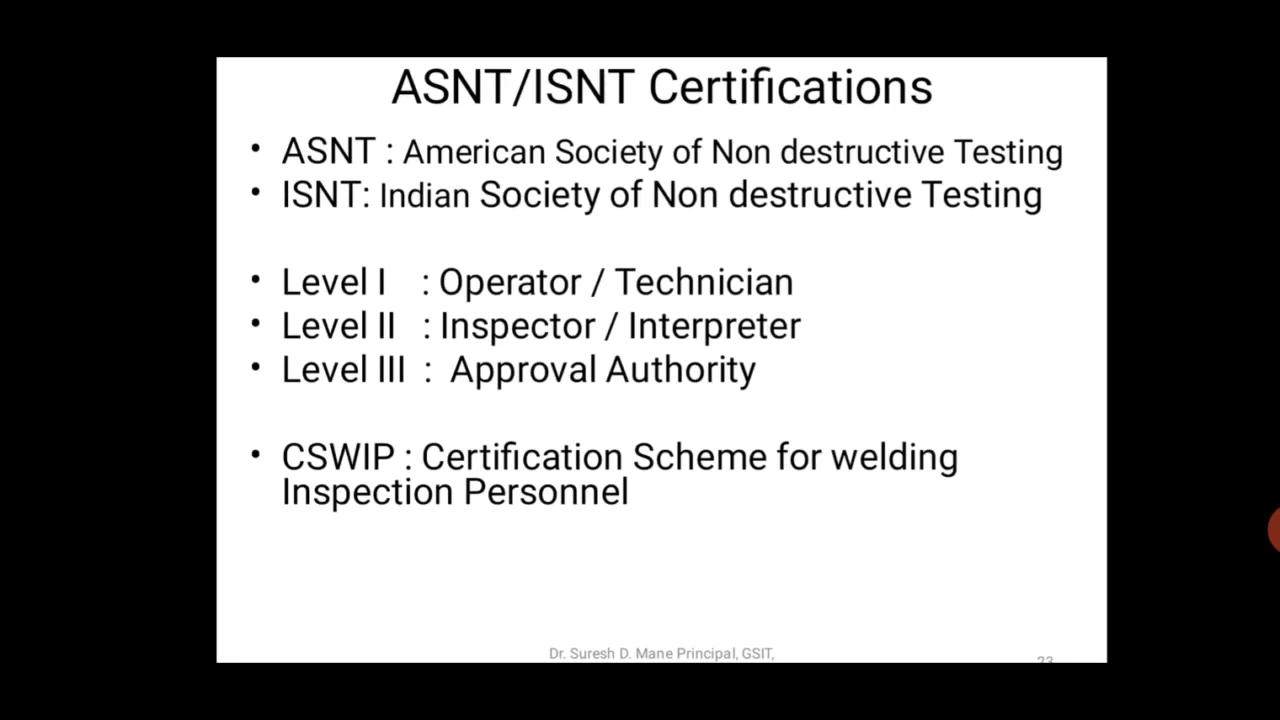 ASNT/ISNT Certifications
• ASNT : American Society of Non destructive Testing
• ISNT: Indian Society of Non destructive Testing
• Level I : Operator / Technician
• Level II : Inspector / Interpreter
• Level III : Approval Authority
• CSWIP : Certification Scheme for welding
Inspection Personnel
Dr. Suresh D. Mane Principal, GSIT,
23